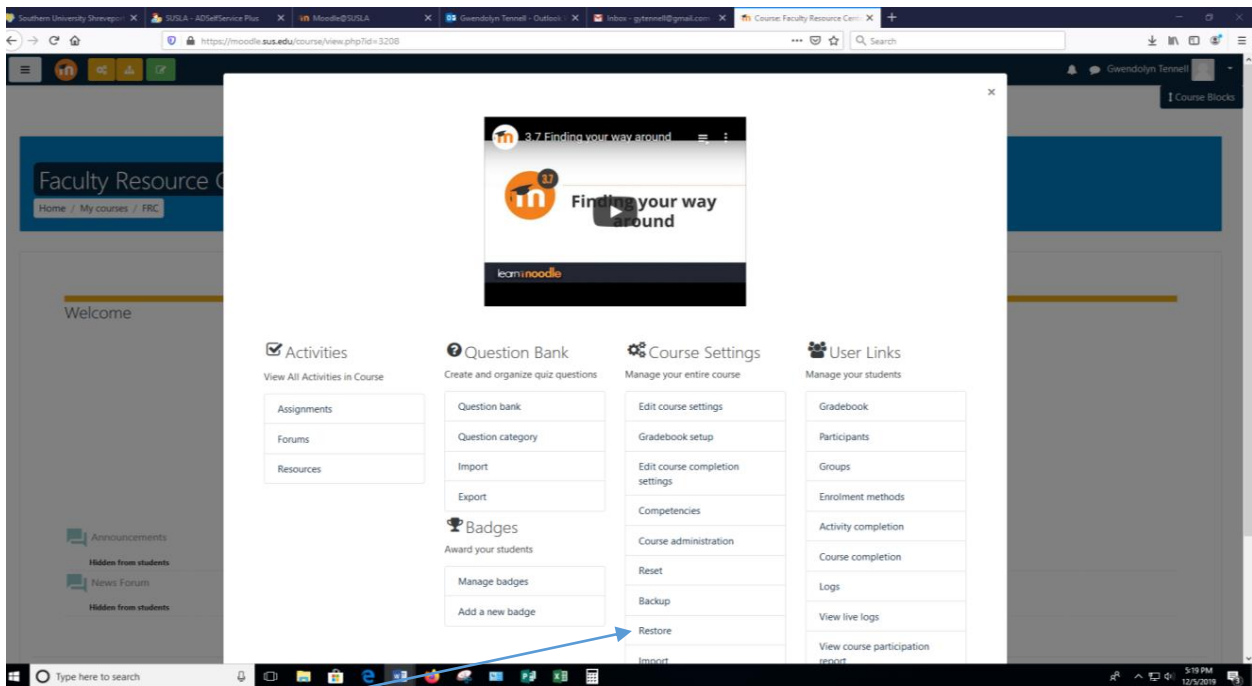 Southern University Shreveport
SUSLA - ADSelfService Plus
Moodle@SUSLA
Gwendolyn Tennell - Outlook
Inbox - gytennell@gmail.com
Course: Faculty Resource Cent
https://moodle.sus.edu/course/view.php?id=3208
Search
Gwendolyn Tennell
Course Blocks
Faculty Resource C
Home / My courses / FRC
Welcome
Announcements
Hidden from students
News Forum
Hidden from students
3.7 Finding your way around
3.7
Finding your way
around
learn moodle
Activities
View All Activities in Course
Assignments
Forums
Resources
Question Bank
Create and organize quiz questions
Question bank
Question category
Import
Export
Badges
Award your students
Manage badges
Add a new badge
Course Settings
Manage your entire course
Edit course settings
Gradebook setup
Edit course completion
settings
Competencies
Course administration
Reset
Backup
Restore
Import
User Links
Manage your students
Gradebook
Participants
Groups
Enrolment methods
Activity completion
Course completion
Logs
View live logs
View course participation
report
Type here to search
5:19 PM
12/5/2019